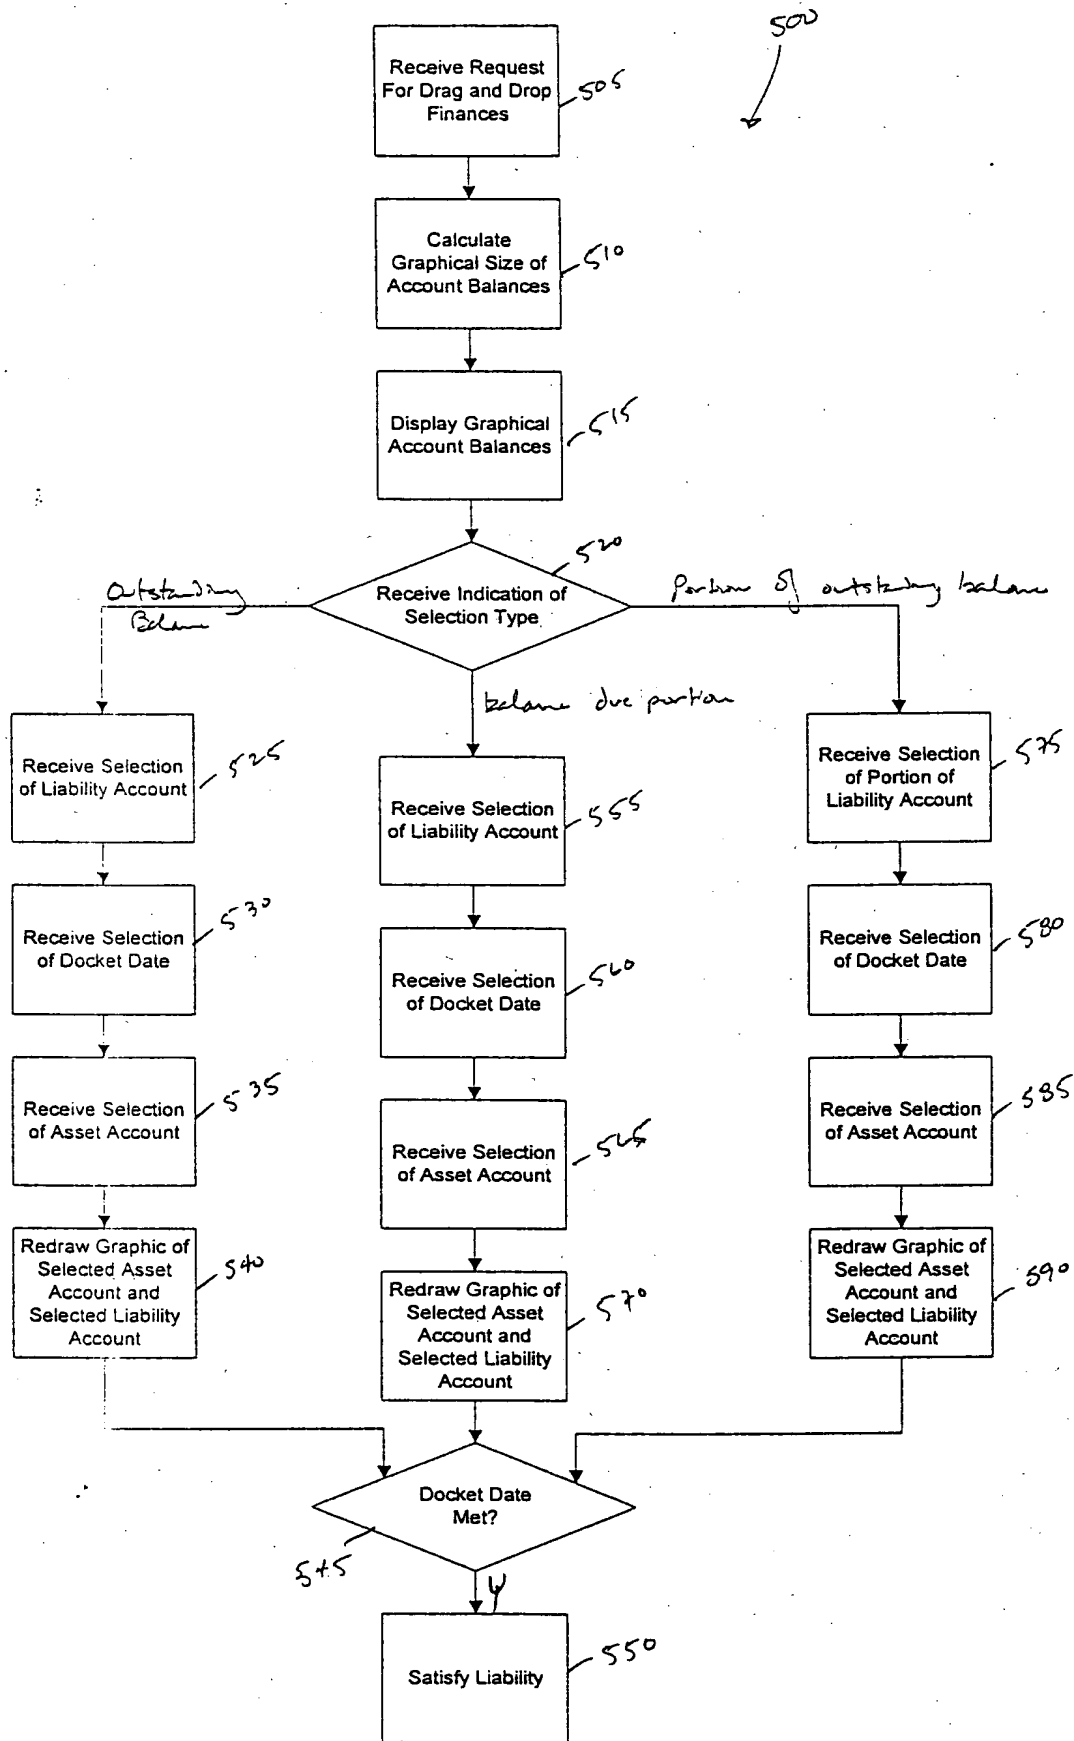 500
Receive Request
For Drag and Drop
Finances
505
Calculate
Graphical Size of
Account Balances
510
Display Graphical
Account Balances
515
520
Receive Indication of
Selection Type
Outstanding
Balance
balance due portion
Portion of outstanding balance
Receive Selection
of Liability Account
525
Receive Selection
of Docket Date
530
Receive Selection
of Asset Account
535
Redraw Graphic of
Selected Asset
Account and
Selected Liability
Account
540
Receive Selection
of Liability Account
555
Receive Selection
of Docket Date
560
Receive Selection
of Asset Account
565
Redraw Graphic of
Selected Asset
Account and
Selected Liability
Account
570
Receive Selection
of Portion of
Liability Account
575
Receive Selection
of Docket Date
580
Receive Selection
of Asset Account
585
Redraw Graphic of
Selected Asset
Account and
Selected Liability
Account
590
Docket Date
Met?
545
Y
Satisfy Liability
550